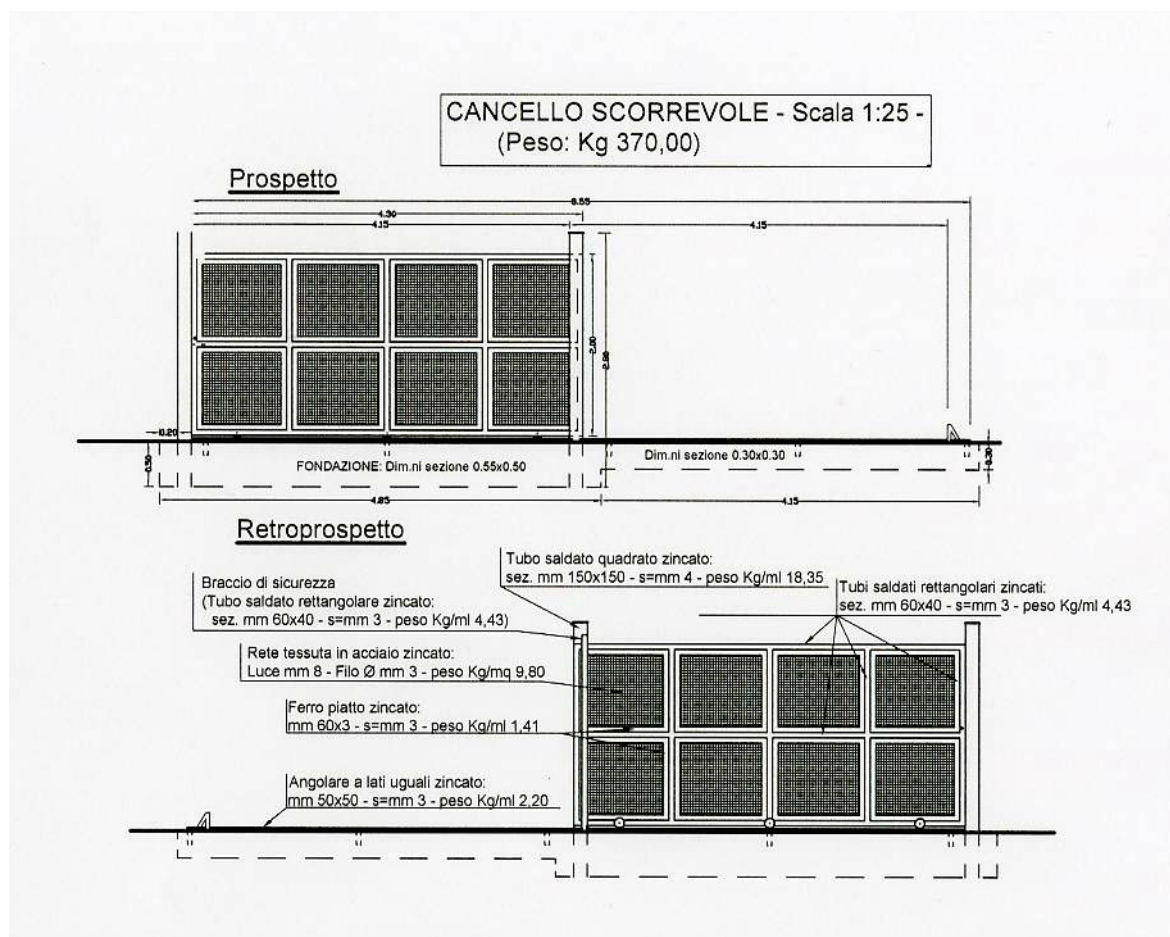 CANCELLO SCORREVOLE - Scala 1:25 -
(Peso: Kg 370,00)
Prospetto
8.55
4.30
4.15
4.15
2.00
0.20
0.50
FONDAZIONE: Dim.ni sezione 0.55x0.50
Dim.ni sezione 0.30x0.30
0.30
4.85
4.15
Retroprospetto
Tubo saldato quadrato zincato:
sez. mm 150x150 - s=mm 4 - peso Kg/ml 18,35
Braccio di sicurezza
(Tubo saldato rettangolare zincato:
sez. mm 60x40 - s=mm 3 - peso Kg/ml 4,43)
Tubi saldati rettangolari zincati:
sez. mm 60x40 - s=mm 3 - peso Kg/ml 4,43
Rete tessuta in acciaio zincato:
Luce mm 8 - Filo Ø mm 3 - peso Kg/mq 9,80
Ferro piatto zincato:
mm 60x3 - s=mm 3 - peso Kg/ml 1,41
Angolare a lati uguali zincato:
mm 50x50 - s=mm 3 - peso Kg/ml 2,20